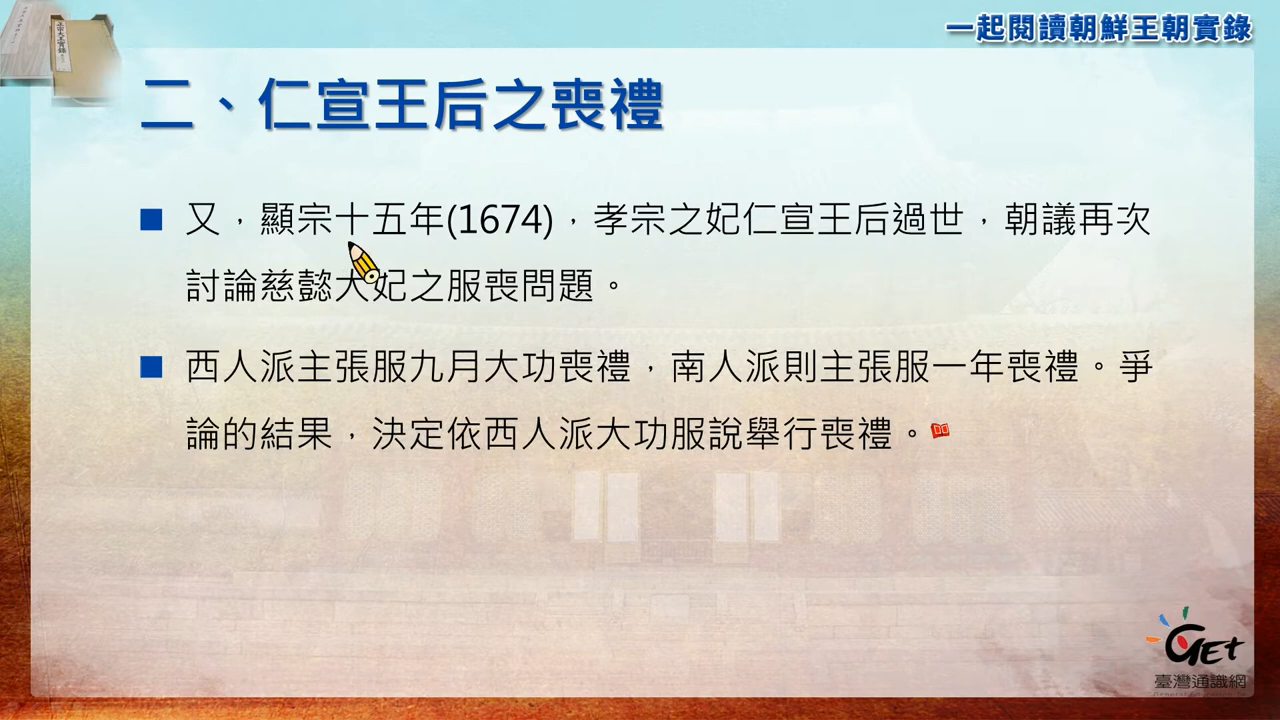 一起閱讀朝鮮王朝實錄
二、仁宣王后之喪禮
■ 又，顯宗十五年(1674)，孝宗之妃仁宣王后過世，朝議再次
討論慈懿大妃之服喪問題。
■ 西人派主張服九月大功喪禮，南人派則主張服一年喪禮。爭
論的結果，決定依西人派大功服說舉行喪禮。
GET
臺灣通識網